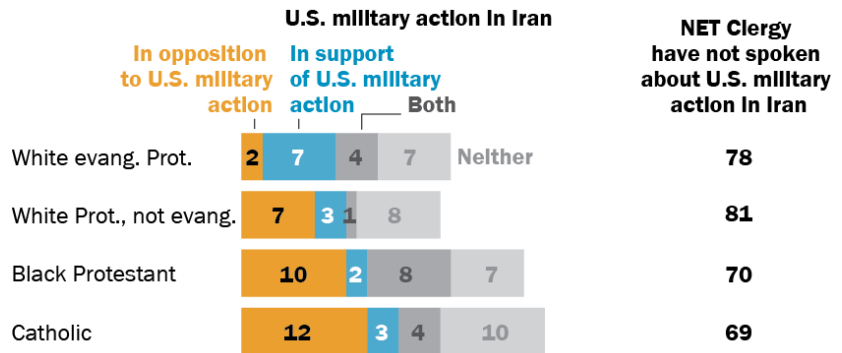 U.S. military action in Iran
NET Clergy
have not spoken
about U.S. military
action in Iran
In opposition
to U.S. military
action
In support
of U.S. military
action
Both
White evang. Prot. 2 7 4 7 Neither 78
White Prot., not evang. 7 3 1 8 81
Black Protestant 10 2 8 7 70
Catholic 12 3 4 10 69